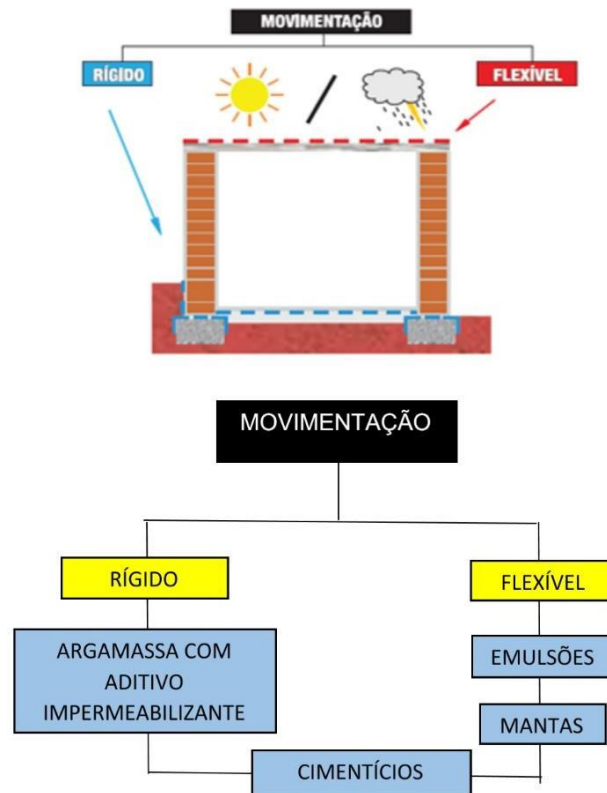 MOVIMENTAÇÃO
RÍGIDO
FLEXÍVEL
MOVIMENTAÇÃO
RÍGIDO
FLEXÍVEL
ARGAMASSA COM
ADITIVO
IMPERMEABILIZANTE
EMULSÕES
MANTAS
CIMENTÍCIOS